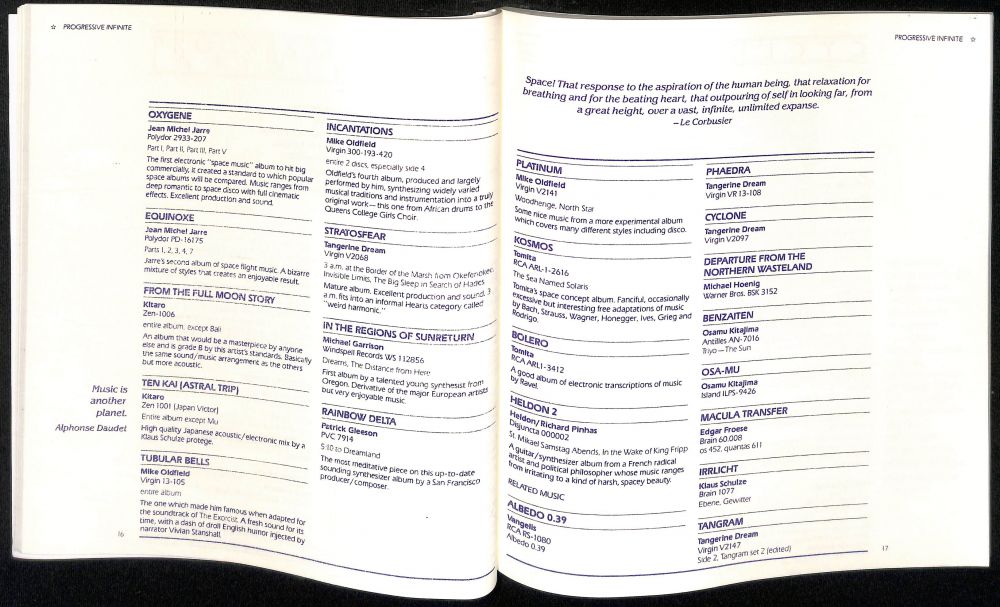 ☆ PROGRESSIVE INFINITE
OXYGENE
Jean Michel Jarre
Polydor 2933-207
Part I, Part II, Part III, Part V
The first electronic "space music" album to hit big
commercially, it created a standard to which popular
space albums will be compared. Music ranges from
deep romantic to space disco with full cinematic
effects. Excellent production and sound.
EQUINOXE
Jean Michel Jarre
Polydor PD-16175
Parts 1, 2, 3, 4, 7
Jarre's second album of space flight music. A bizarre
mixture of styles that creates an enjoyable result.
FROM THE FULL MOON STORY
Kitaro
Zen-1006
entire album, except Bali
An album that would be a masterpiece by anyone
else and is grade B by this artist's standards. Basically
the same sound/music arrangement as the others
but more acoustic.
TEN KAI (ASTRAL TRIP)
Kitaro
Zen 1001 (Japan Victor)
Entire album except Mu
High quality Japanese acoustic/electronic mix by a
Klaus Schulze protege.
TUBULAR BELLS
Mike Oldfield
Virgin 13-105
entire album
The one which made him famous when adapted for
the soundtrack of The Exorcist. A fresh sound for its
time, with a dash of droll English humor injected by
narrator Vivian Stanshall.
Music is
another
planet.
Alphonse Daudet
16
INCANTATIONS
Mike Oldfield
Virgin 300-193-420
entire 2 discs, especially side 4
Oldfield's fourth album, produced and largely
performed by him, synthesizing widely varied
musical traditions and instrumentation into a truly
original work—this one from African drums to the
Queens College Girls Choir.
STRATOSFEAR
Tangerine Dream
Virgin V2068
3 a.m. at the Border of the Marsh from Okefenokee,
Invisible Limits, The Big Sleep in Search of Hades
Mature album. Excellent production and sound. 3
a.m. fits into an informal Hearts category called
"weird harmonic."
IN THE REGIONS OF SUNRETURN
Michael Garrison
Windspell Records WS 112856
Dreams, The Distance from Here
First album by a talented young synthesist from
Oregon. Derivative of the major European artists
but very enjoyable music.
RAINBOW DELTA
Patrick Gleeson
PVC 7914
5:10 to Dreamland
The most meditative piece on this up-to-date
sounding synthesizer album by a San Francisco
producer/composer.
PROGRESSIVE INFINITE ☆
Space! That response to the aspiration of the human being, that relaxation for
breathing and for the beating heart, that outpouring of self in looking far, from
a great height, over a vast, infinite, unlimited expanse.
—Le Corbusier
PLATINUM
Mike Oldfield
Virgin V2141
Woodhenge, North Star
Some nice music from a more experimental album
which covers many different styles including disco.
KOSMOS
Tomita
RCA ARL-1-2616
The Sea Named Solaris
Tomita's space concept album. Fanciful, occasionally
excessive but interesting free adaptations of music
by Bach, Strauss, Wagner, Honegger, Ives, Grieg and
Rodrigo.
BOLERO
Tomita
RCA ARL1-3412
A good album of electronic transcriptions of music
by Ravel.
HELDON 2
Heldon/Richard Pinhas
Disjuncta 000002
St. Mikael Samstag Abends, In the Wake of King Fripp
A guitar/synthesizer album from a French radical
artist and political philosopher whose music ranges
from irritating to a kind of harsh, spacey beauty.
RELATED MUSIC
ALBEDO 0.39
Vangelis
RCA RS-1080
Albedo 0.39
PHAEDRA
Tangerine Dream
Virgin VR 13-108
CYCLONE
Tangerine Dream
Virgin V2097
DEPARTURE FROM THE
NORTHERN WASTELAND
Michael Hoenig
Warner Bros. BSK 3152
BENZAITEN
Osamu Kitajima
Antilles AN-7016
Tiyo—The Sun
OSA-MU
Osamu Kitajima
Island ILPS-9426
MACULA TRANSFER
Edgar Froese
Brain 60.008
os 452, quantas 611
IRRLICHT
Klaus Schulze
Brain 1077
Ebene, Gewitter
TANGRAM
Tangerine Dream
Virgin V2147
Side 2, Tangram set 2 (edited)
17